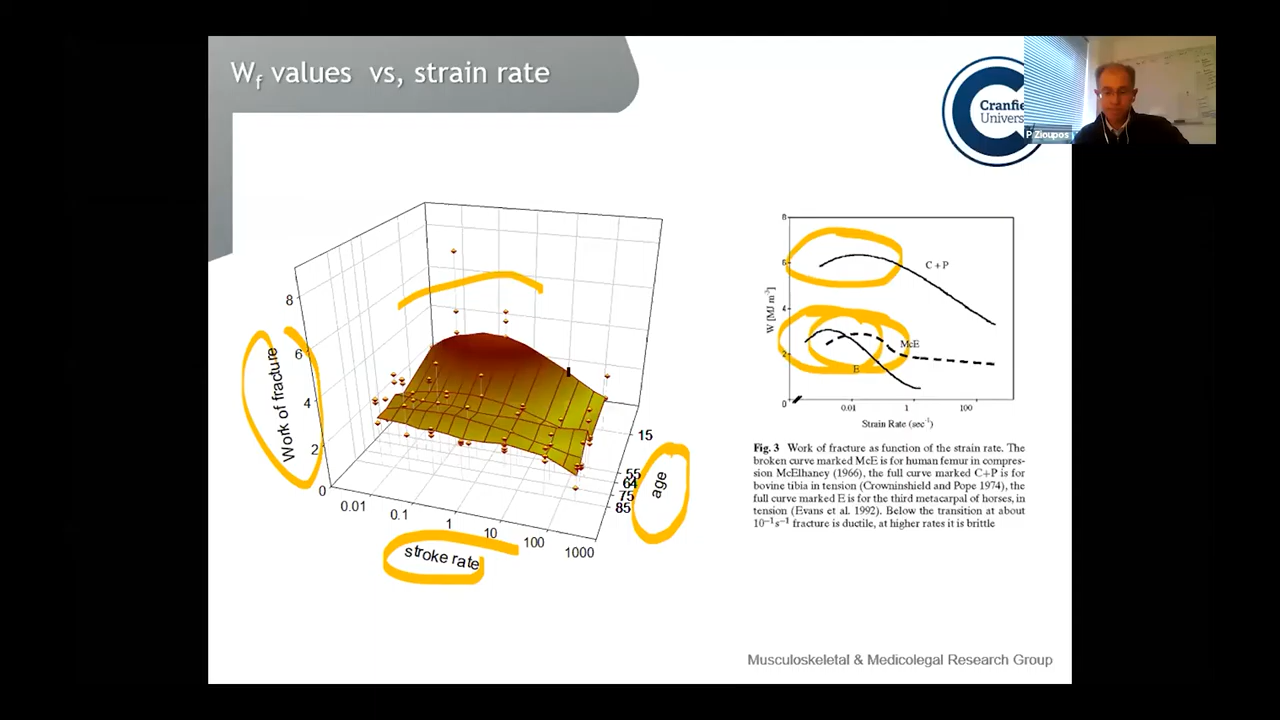 Wf values vs, strain rate
Cranfie
Univers
P Zioupos
8
6
4
2
0
Work of fracture
0.01
0.1
1
10
100
1000
stroke rate
15
55
64
75
85
age
8
6
4
2
0
W [MJ m⁻³]
C + P
McE
E
0.01
1
100
Strain Rate (sec⁻¹)
Fig. 3 Work of fracture as function of the strain rate. The
broken curve marked McE is for human femur in compres-
sion McElhaney (1966), the full curve marked C+P is for
bovine tibia in tension (Crowninshield and Pope 1974), the
full curve marked E is for the third metacarpal of horses, in
tension (Evans et al. 1992). Below the transition at about
10⁻¹s⁻¹ fracture is ductile, at higher rates it is brittle
Musculoskeletal & Medicolegal Research Group